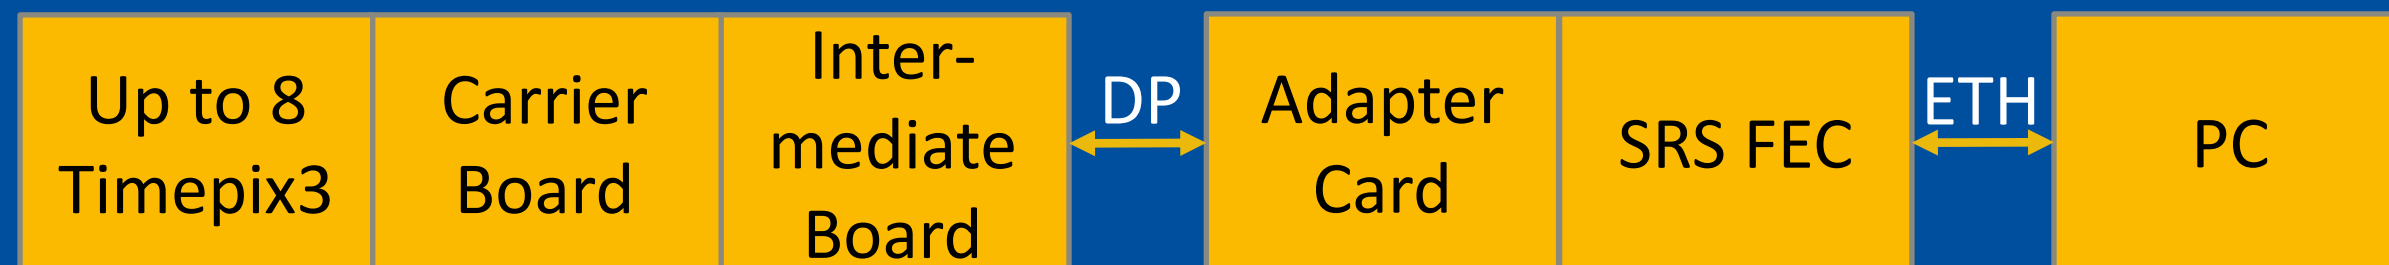 Up to 8
Timepix3
Carrier
Board
Inter-
mediate
Board
DP
Adapter
Card
SRS FEC
ETH
PC